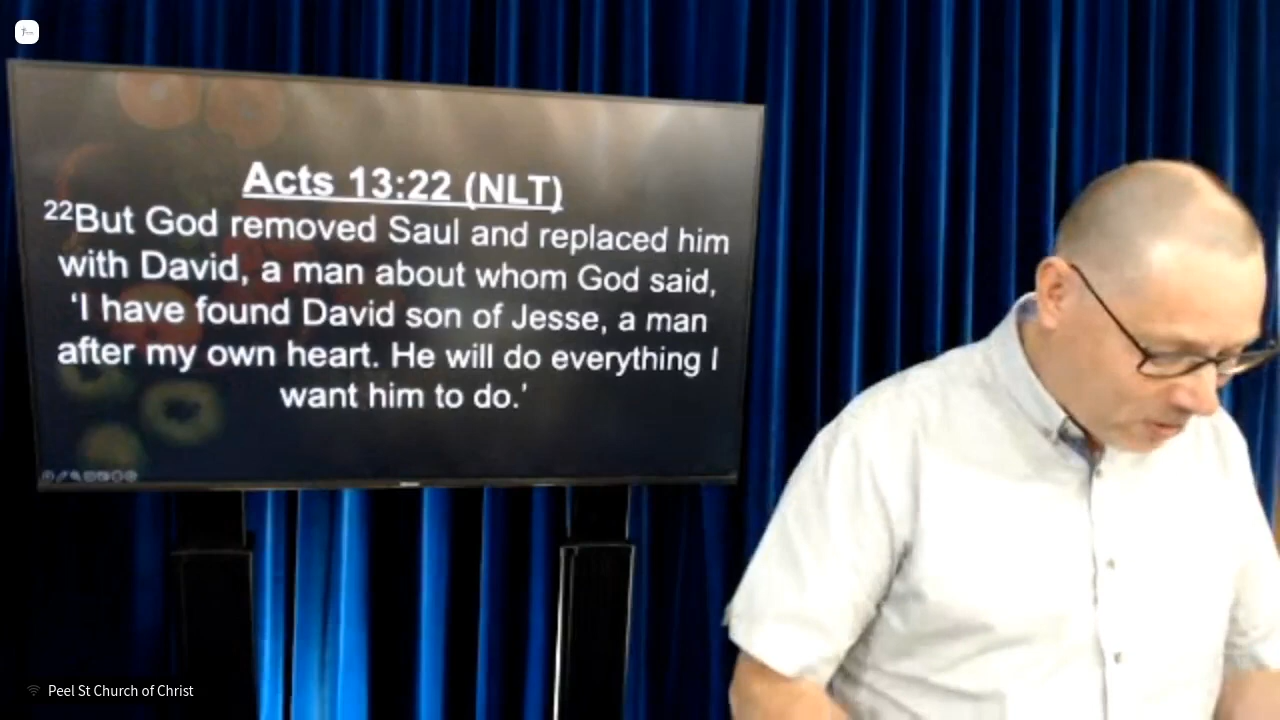 Acts 13:22 (NLT)
22But God removed Saul and replaced him
with David, a man about whom God said,
‘I have found David son of Jesse, a man
after my own heart. He will do everything I
want him to do.’
Peel St Church of Christ